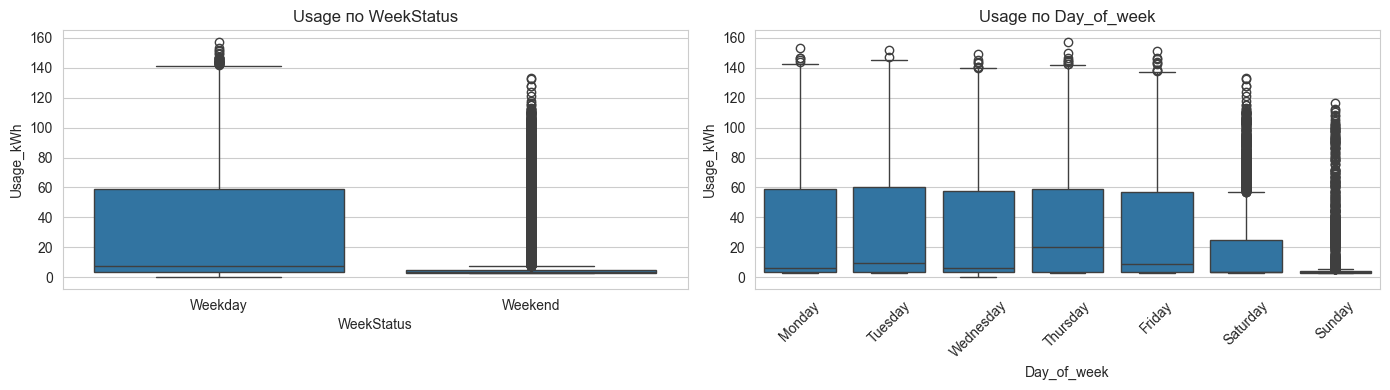 Usage по WeekStatus
160
140
120
100
80
60
40
20
0
Usage_kWh
Weekday
Weekend
WeekStatus
Usage по Day_of_week
160
140
120
100
80
60
40
20
0
Usage_kWh
Monday
Tuesday
Wednesday
Thursday
Friday
Saturday
Sunday
Day_of_week